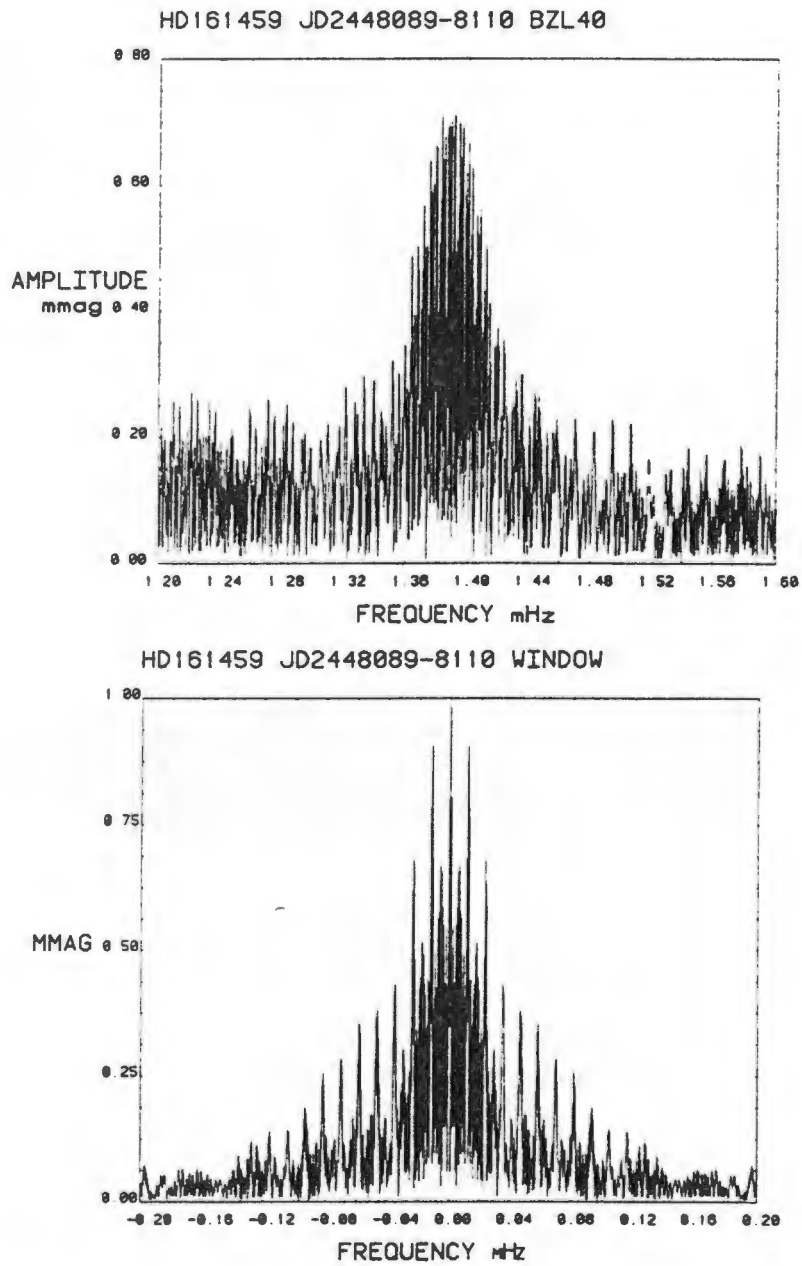 HD161459 JD2448089-8110 BZL40
0 80
0 60
AMPLITUDE
mmag 0 40
0 20
0 00
1 20 1 24 1 28 1 32 1 36 1 40 1 44 1 48 1 52 1 56 1 60
FREQUENCY mHz
HD161459 JD2448089-8110 WINDOW
1 00
0 75
MMAG 0 50
0.25
0.00
-0.20 -0.16 -0.12 -0.08 -0.04 0.00 0.04 0.08 0.12 0.16 0.20
FREQUENCY mHz